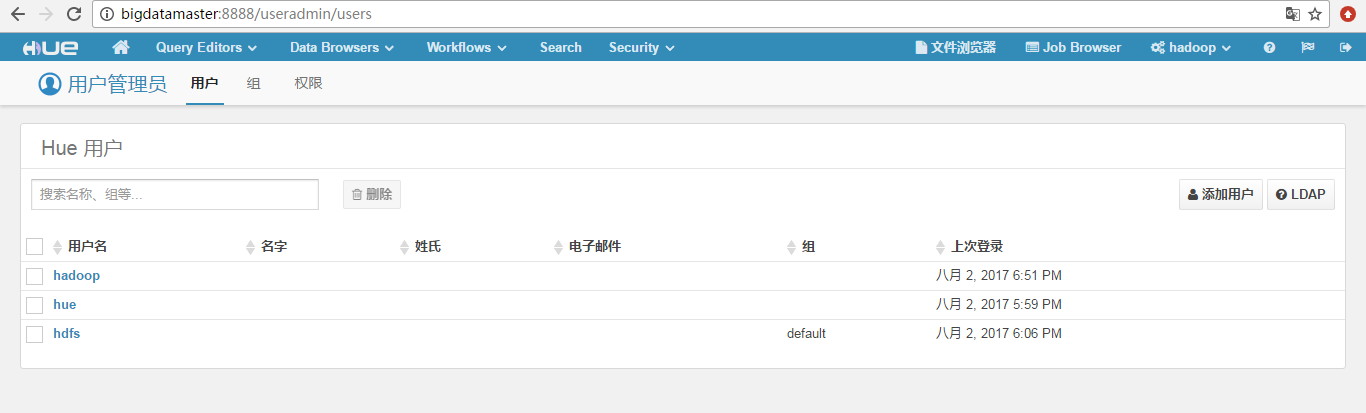 bigdatamaster:8888/useradmin/users
HUE Query Editors Data Browsers Workflows Search Security 文件浏览器 Job Browser hadoop
用户管理员 用户 组 权限
Hue 用户
搜索名称、组等... 删除 添加用户 LDAP
用户名 名字 姓氏 电子邮件 组 上次登录
hadoop 八月 2, 2017 6:51 PM
hue 八月 2, 2017 5:59 PM
hdfs default 八月 2, 2017 6:06 PM